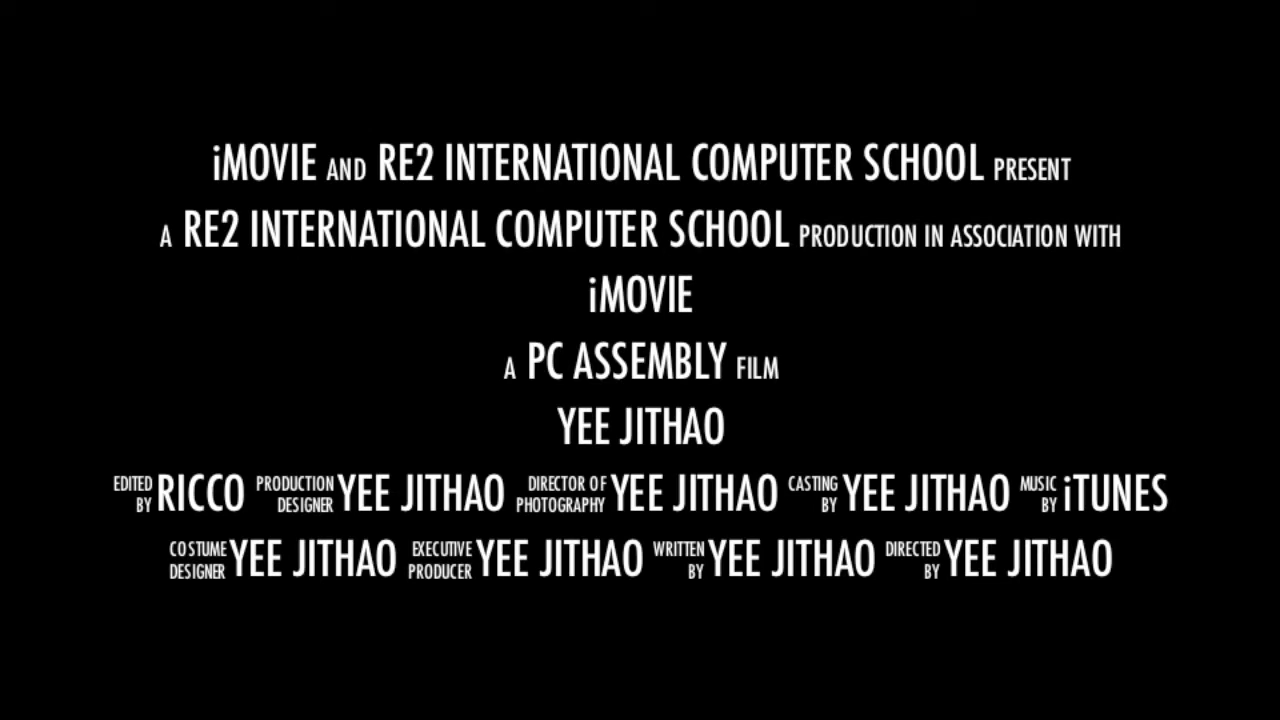 iMOVIE AND RE2 INTERNATIONAL COMPUTER SCHOOL PRESENT
A RE2 INTERNATIONAL COMPUTER SCHOOL PRODUCTION IN ASSOCIATION WITH
iMOVIE
A PC ASSEMBLY FILM
YEE JITHAO
EDITED BY RICCO PRODUCTION DESIGNER YEE JITHAO DIRECTOR OF PHOTOGRAPHY YEE JITHAO CASTING BY YEE JITHAO MUSIC BY iTUNES
COSTUME DESIGNER YEE JITHAO EXECUTIVE PRODUCER YEE JITHAO WRITTEN BY YEE JITHAO DIRECTED BY YEE JITHAO